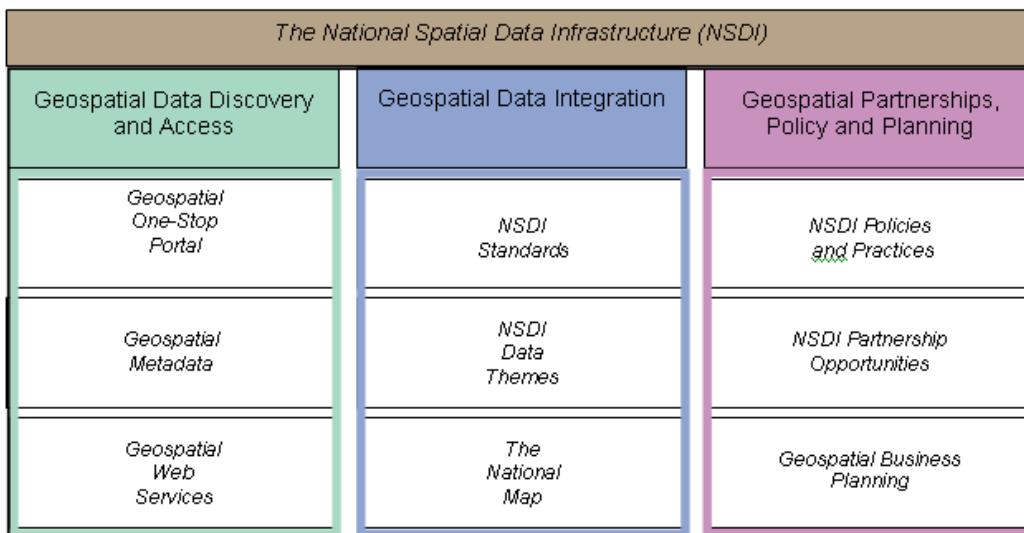 The National Spatial Data Infrastructure (NSDI)
Geospatial Data Discovery
and Access
Geospatial Data Integration
Geospatial Partnerships,
Policy and Planning
Geospatial
One-Stop
Portal
NSDI
Standards
NSDI Policies
and Practices
Geospatial
Metadata
NSDI
Data
Themes
NSDI Partnership
Opportunities
Geospatial
Web
Services
The
National
Map
Geospatial Business
Planning